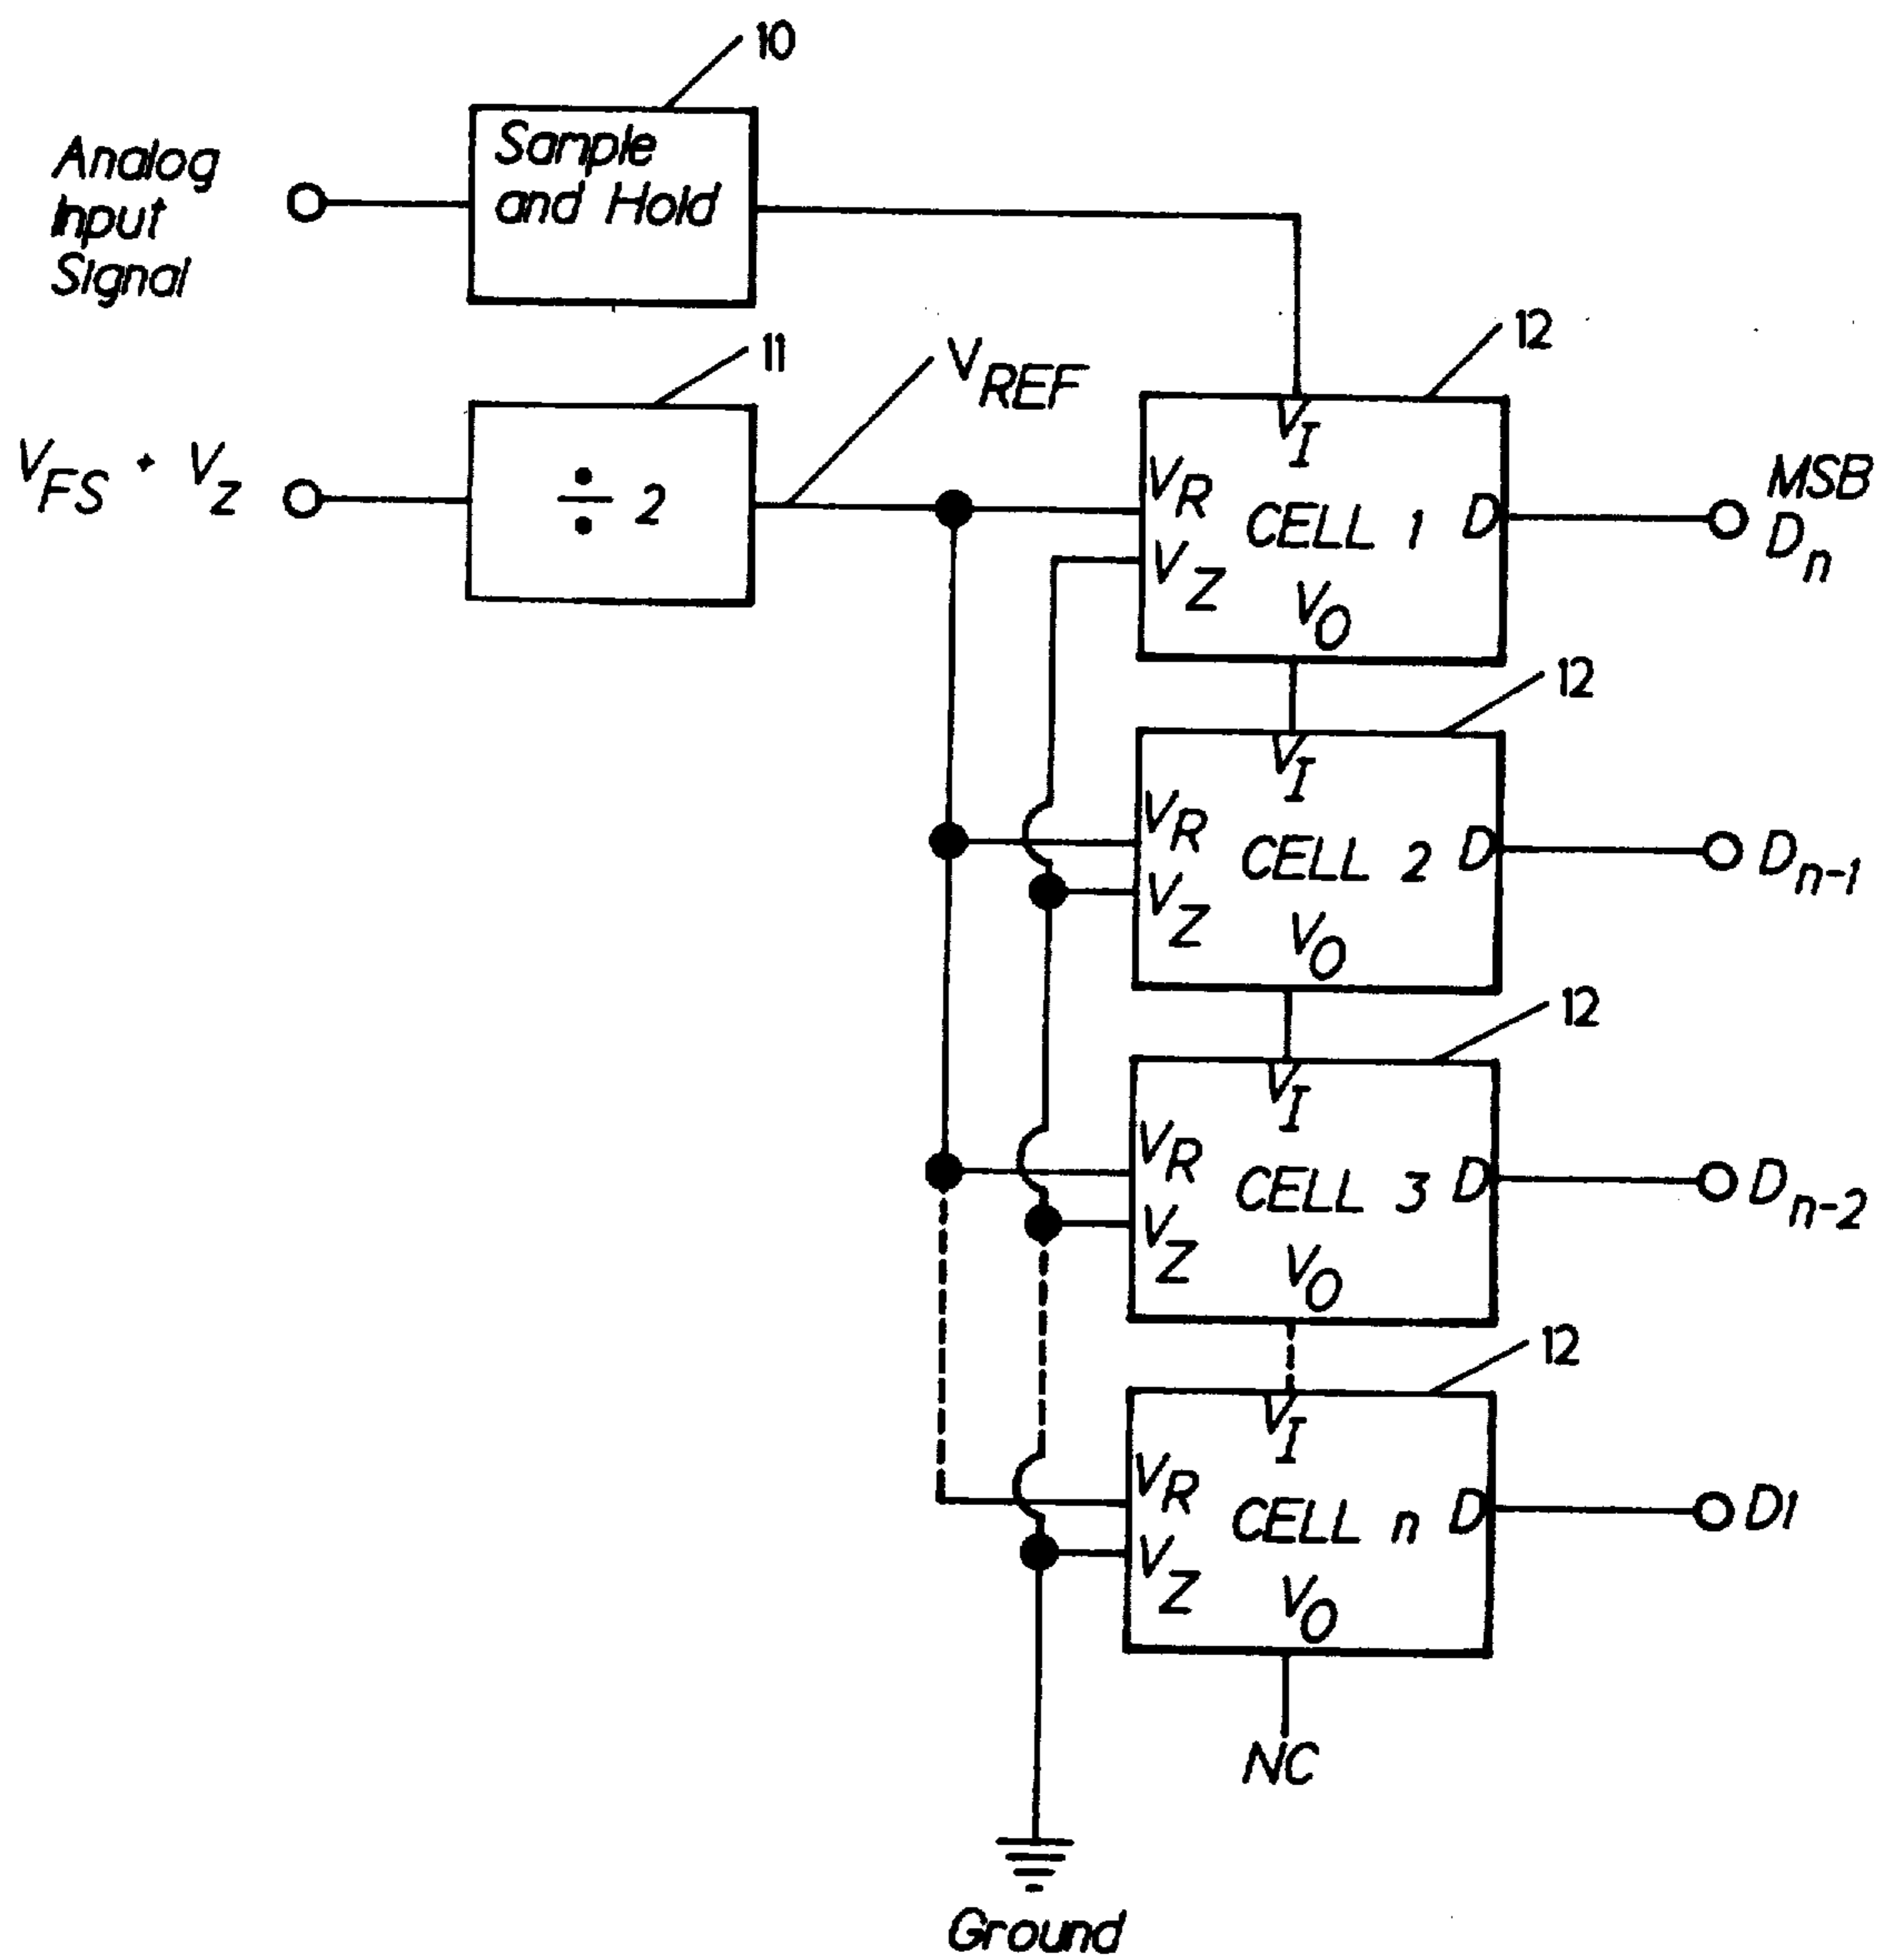 10
Analog
Input
Signal
Sample
and Hold
11
V_REF
12
V_FS + V_Z
÷ 2
V_I
V_R
CELL 1
D
V_Z
V_O
MSB
D_n
12
V_I
V_R
CELL 2
D
V_Z
V_O
D_n-1
12
V_I
V_R
CELL 3
D
V_Z
V_O
D_n-2
12
V_I
V_R
CELL n
D
V_Z
V_O
D1
NC
Ground